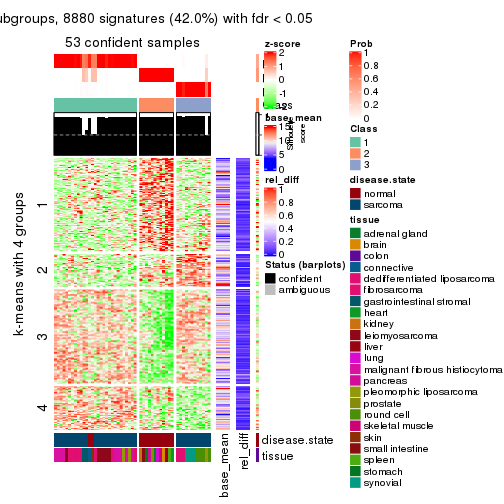 ubgroups, 8880 signatures (42.0%) with fdr < 0.05
53 confident samples
k-means with 4 groups
1
2
3
4
base_mean
rel_diff
disease.state
tissue
z-score
2
1
0
-1
-2
base_mean
15
10
5
0
Silhouette
score
rel_diff
1
0.8
0.6
0.4
0.2
0
Status (barplots)
confident
ambiguous
Prob
1
0.8
0.6
0.4
0.2
0
Class
1
2
3
disease.state
normal
sarcoma
tissue
adrenal gland
brain
colon
connective
dedifferentiated liposarcoma
fibrosarcoma
gastrointestinal stromal
heart
kidney
leiomyosarcoma
liver
lung
malignant fibrous histiocytoma
pancreas
pleomorphic liposarcoma
prostate
round cell
skeletal muscle
skin
small intestine
spleen
stomach
synovial